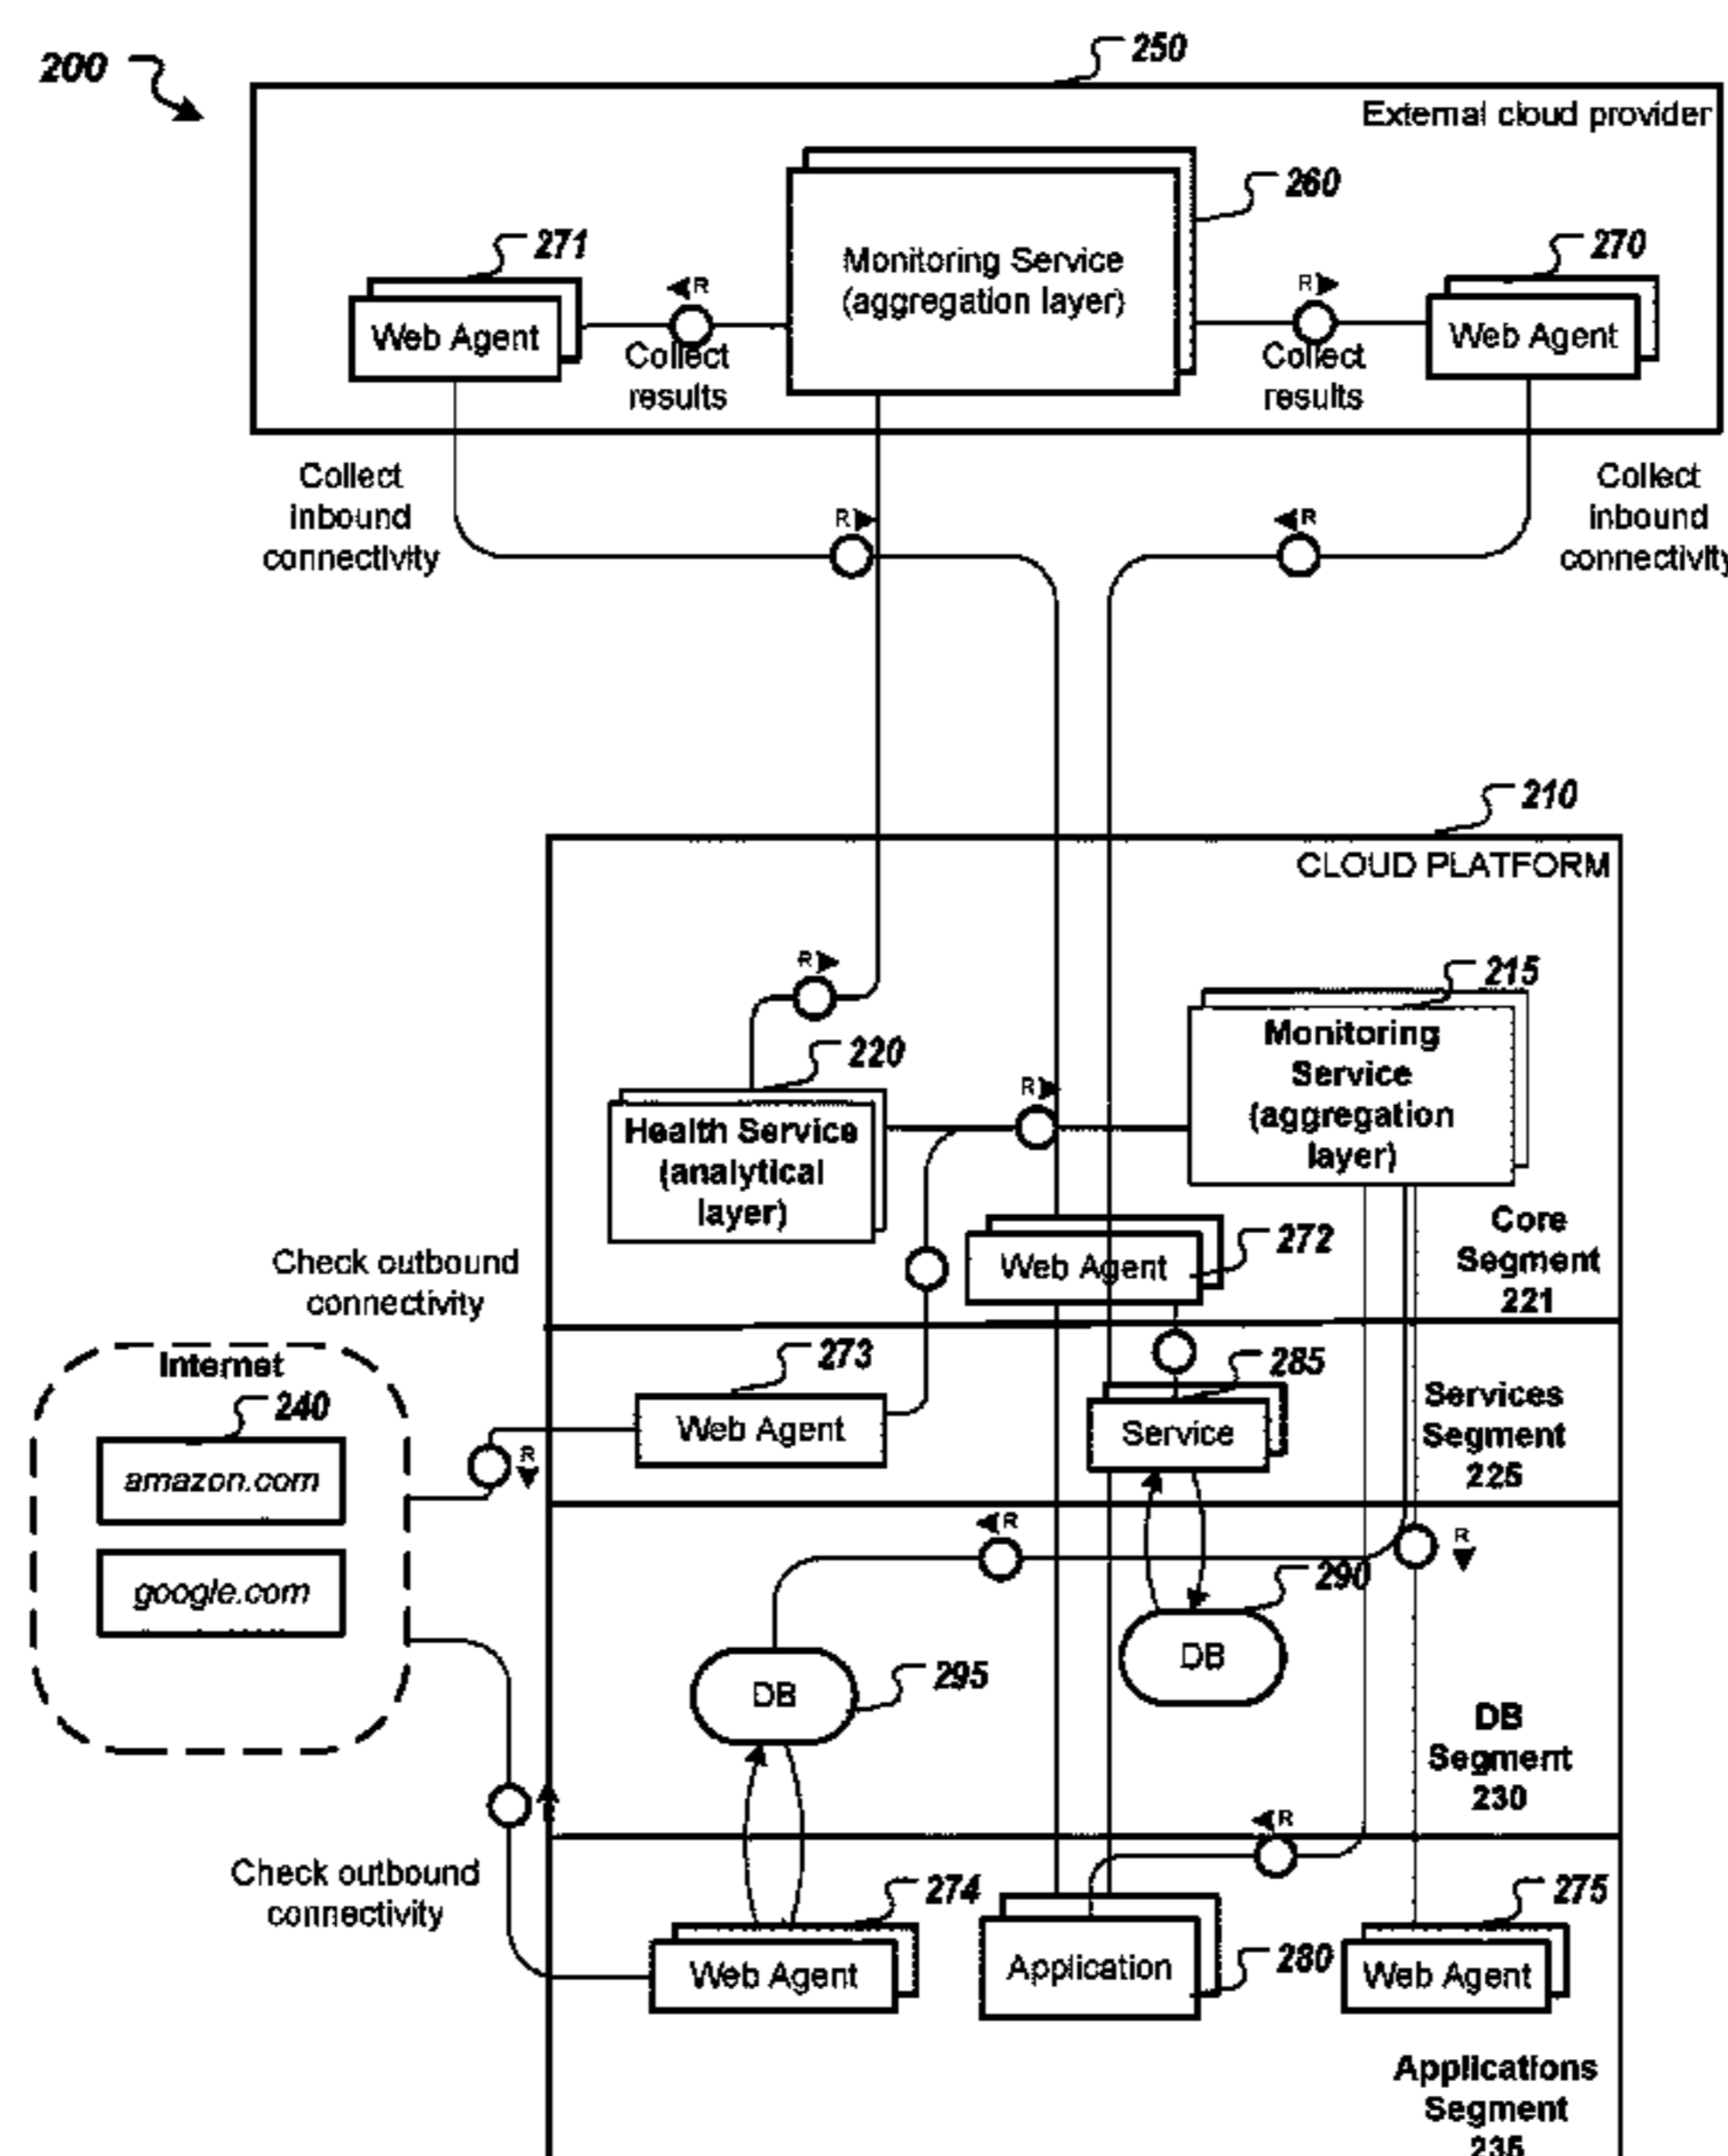 200
250
External cloud provider
260
Monitoring Service
(aggregation layer)
271
Web Agent
R
Collect
results
R
Collect
results
270
Web Agent
Collect
inbound
connectivity
R
R
Collect
inbound
connectivity
210
CLOUD PLATFORM
R
215
Monitoring
Service
(aggregation
layer)
220
Health Service
(analytical
layer)
R
272
Web Agent
Core
Segment
221
Check outbound
connectivity
Internet
240
amazon.com
google.com
R
273
Web Agent
285
Service
Services
Segment
225
R
R
290
DB
295
DB
DB
Segment
230
R
Check outbound
connectivity
274
Web Agent
Application
280
275
Web Agent
Applications
Segment
235